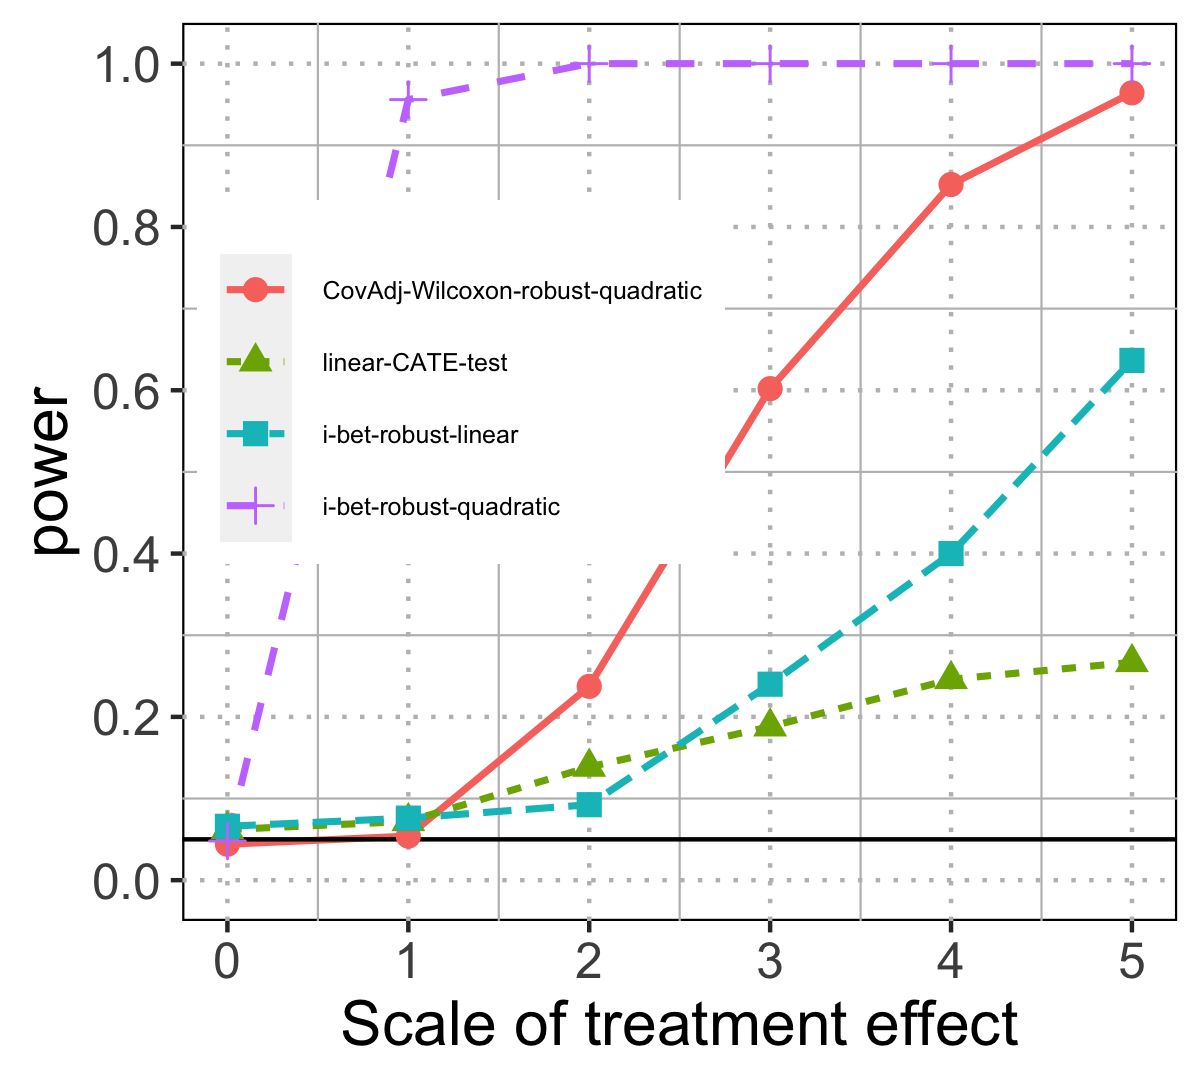 1.0
0.8
0.6
0.4
0.2
0.0
power
CovAdj-Wilcoxon-robust-quadratic
linear-CATE-test
i-bet-robust-linear
i-bet-robust-quadratic
0 1 2 3 4 5
Scale of treatment effect